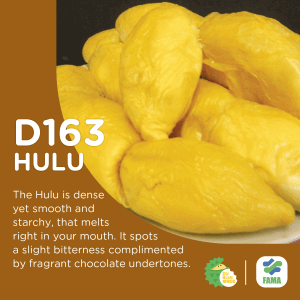 D163
HULU
The Hulu is dense
yet smooth and
starchy, that melts
right in your mouth. It spots
a slight bitterness complimented
by fragrant chocolate undertones.
FAMA